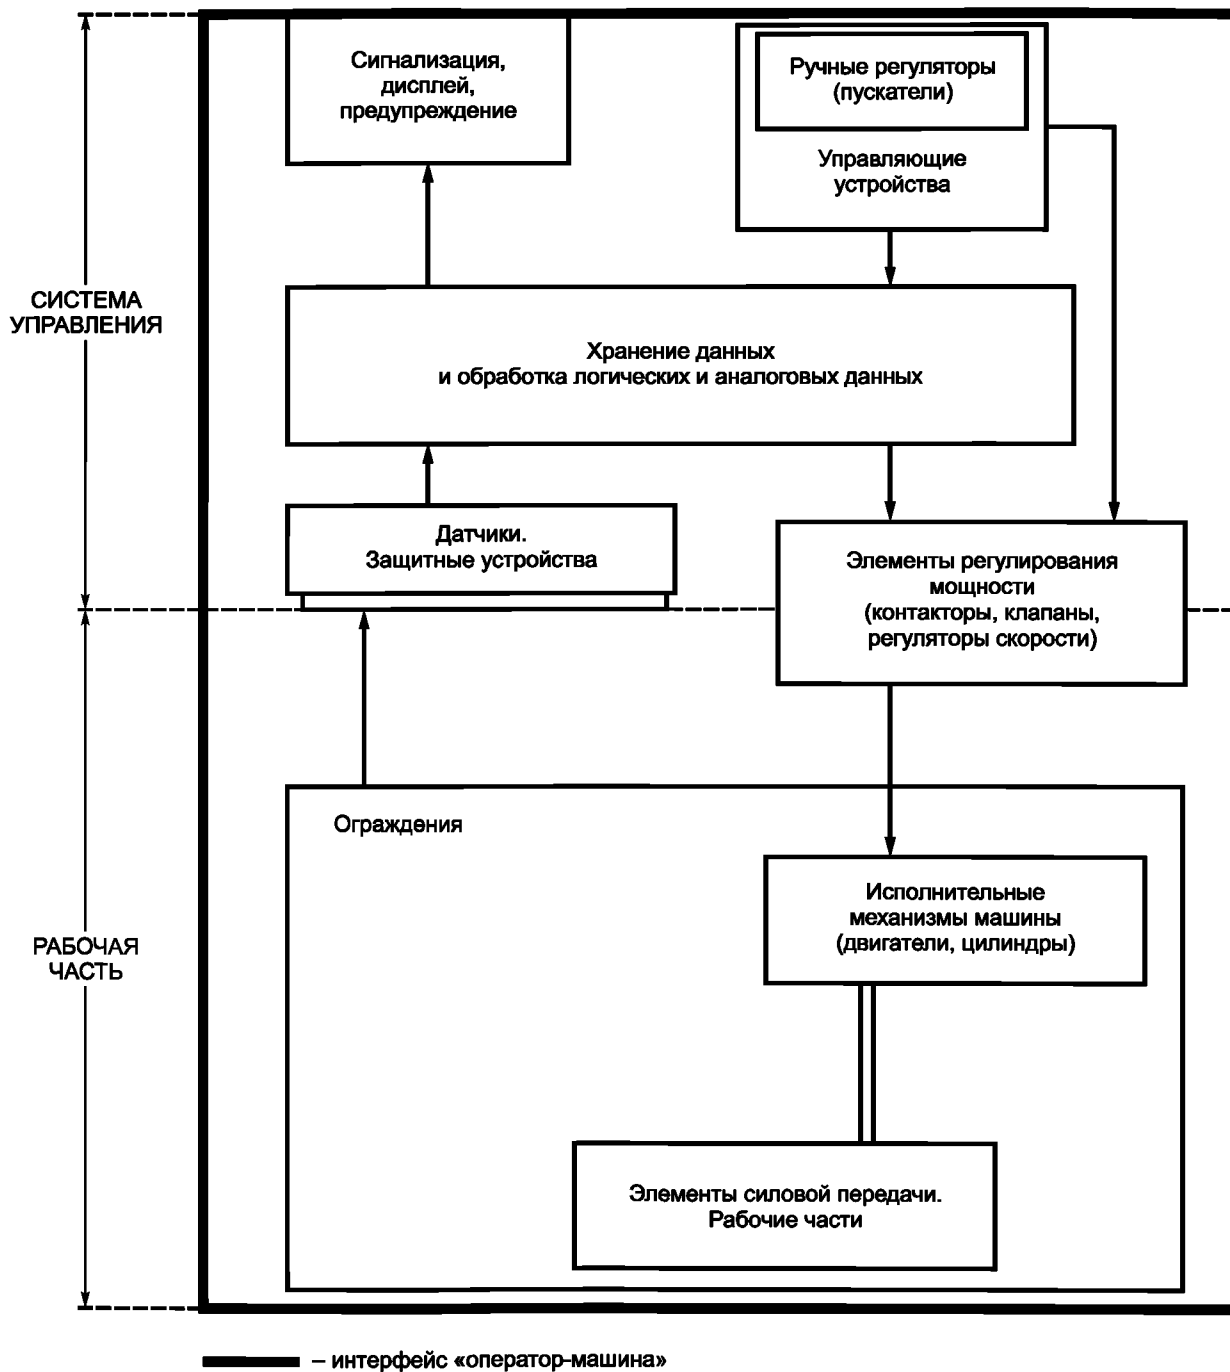 Сигнализация,
дисплей,
предупреждение
Ручные регуляторы
(пускатели)
Управляющие
устройства
СИСТЕМА
УПРАВЛЕНИЯ
Хранение данных
и обработка логических и аналоговых данных
Датчики.
Защитные устройства
Элементы регулирования
мощности
(контакторы, клапаны,
регуляторы скорости)
Ограждения
Исполнительные
механизмы машины
(двигатели, цилиндры)
РАБОЧАЯ
ЧАСТЬ
Элементы силовой передачи.
Рабочие части
– интерфейс «оператор-машина»